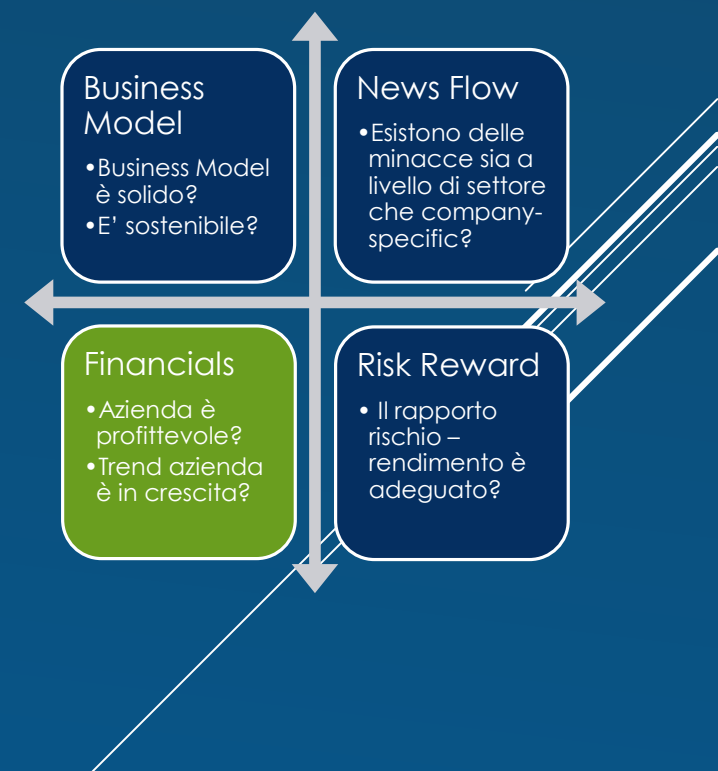 Business
Model
•Business Model
è solido?
•E’ sostenibile?
News Flow
•Esistono delle
minacce sia a
livello di settore
che company-
specific?
Financials
•Azienda è
profittevole?
•Trend azienda
è in crescita?
Risk Reward
• Il rapporto
rischio –
rendimento è
adeguato?